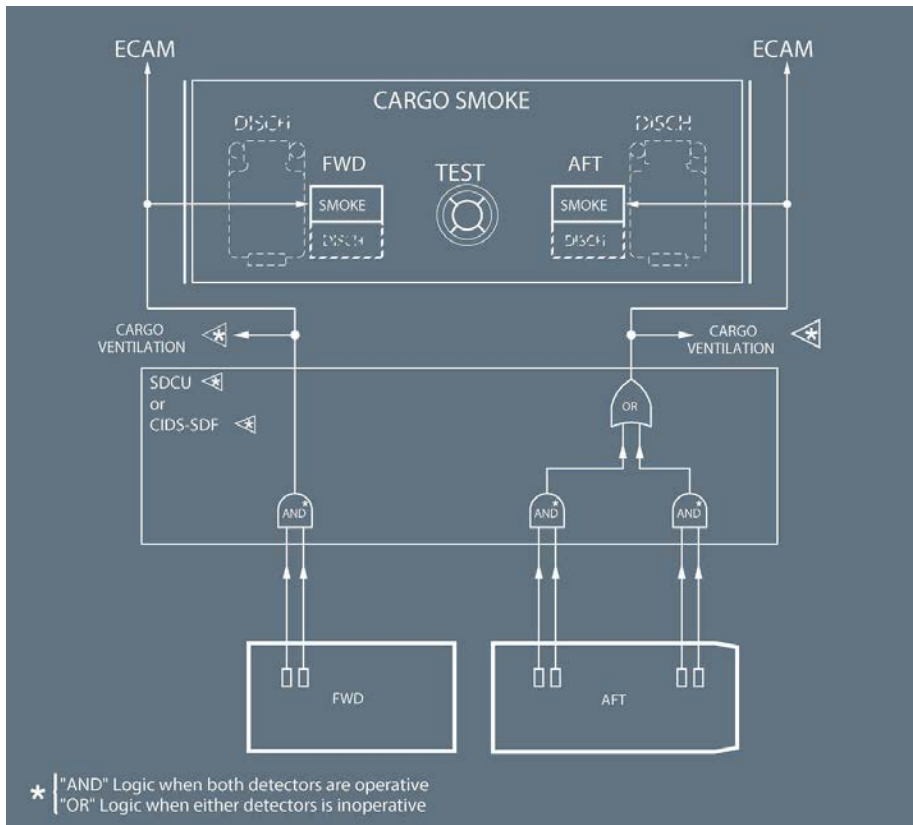 ECAM
ECAM
CARGO SMOKE
DISCH
DISCH
FWD
TEST
AFT
SMOKE
SMOKE
DISCH
DISCH
CARGO
VENTILATION
*
CARGO
VENTILATION
*
SDCU *
or
CIDS-SDF *
OR
AND*
AND*
AND*
FWD
AFT
* "AND" Logic when both detectors are operative
"OR" Logic when either detectors is inoperative